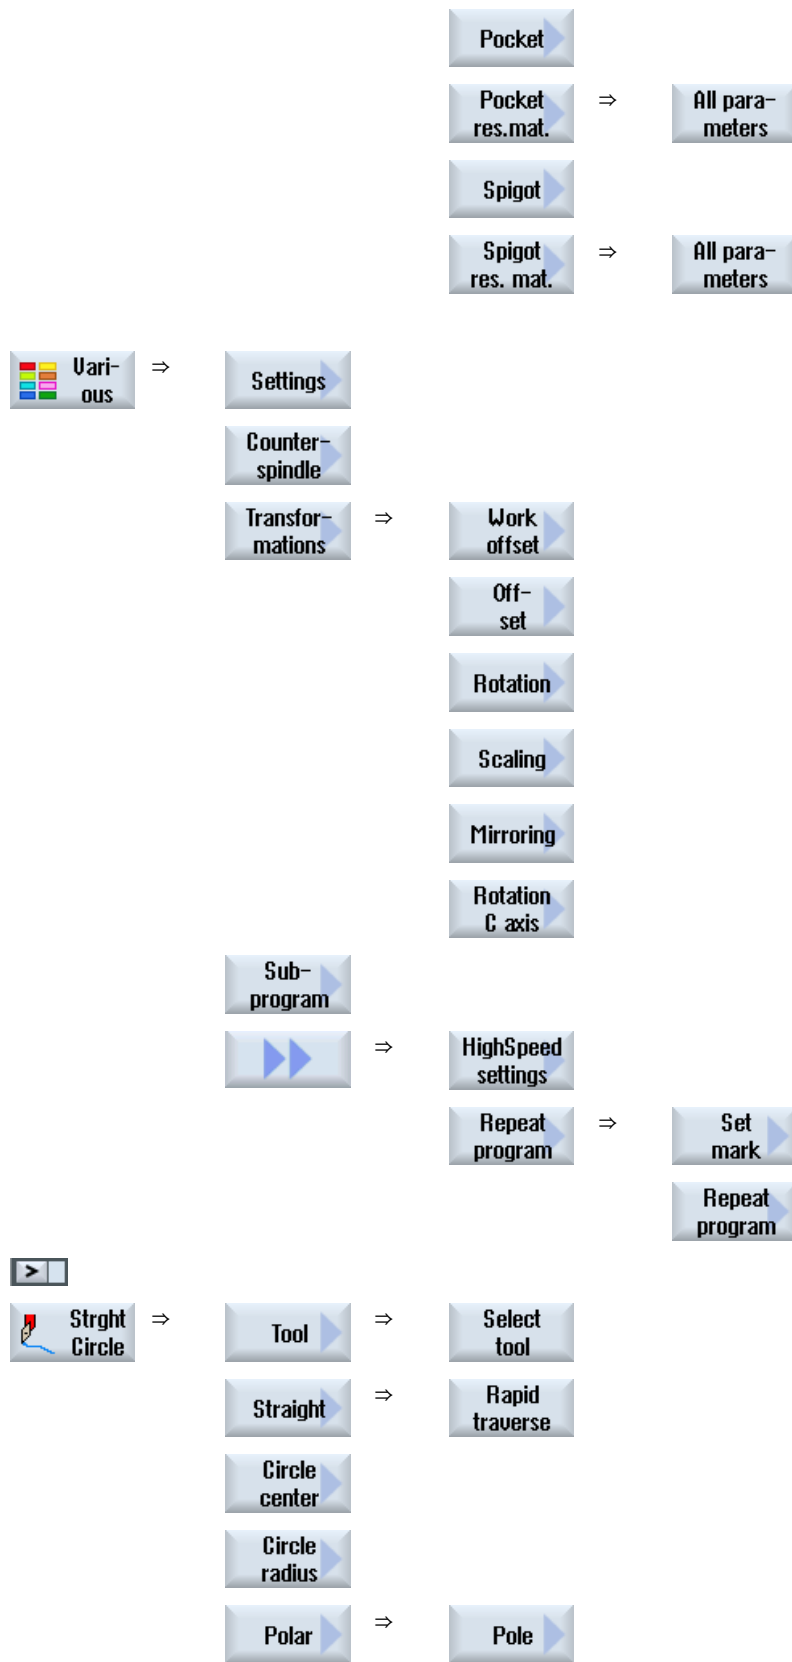 Pocket
Pocket
res.mat.
⇒
All para-
meters
Spigot
Spigot
res. mat.
⇒
All para-
meters
Vari-
ous
⇒
Settings
Counter-
spindle
Transfor-
mations
⇒
Work
offset
Off-
set
Rotation
Scaling
Mirroring
Rotation
C axis
Sub-
program
⇒
HighSpeed
settings
Repeat
program
⇒
Set
mark
Repeat
program
>
Strght
Circle
⇒
Tool
⇒
Select
tool
Straight
⇒
Rapid
traverse
Circle
center
Circle
radius
Polar
⇒
Pole